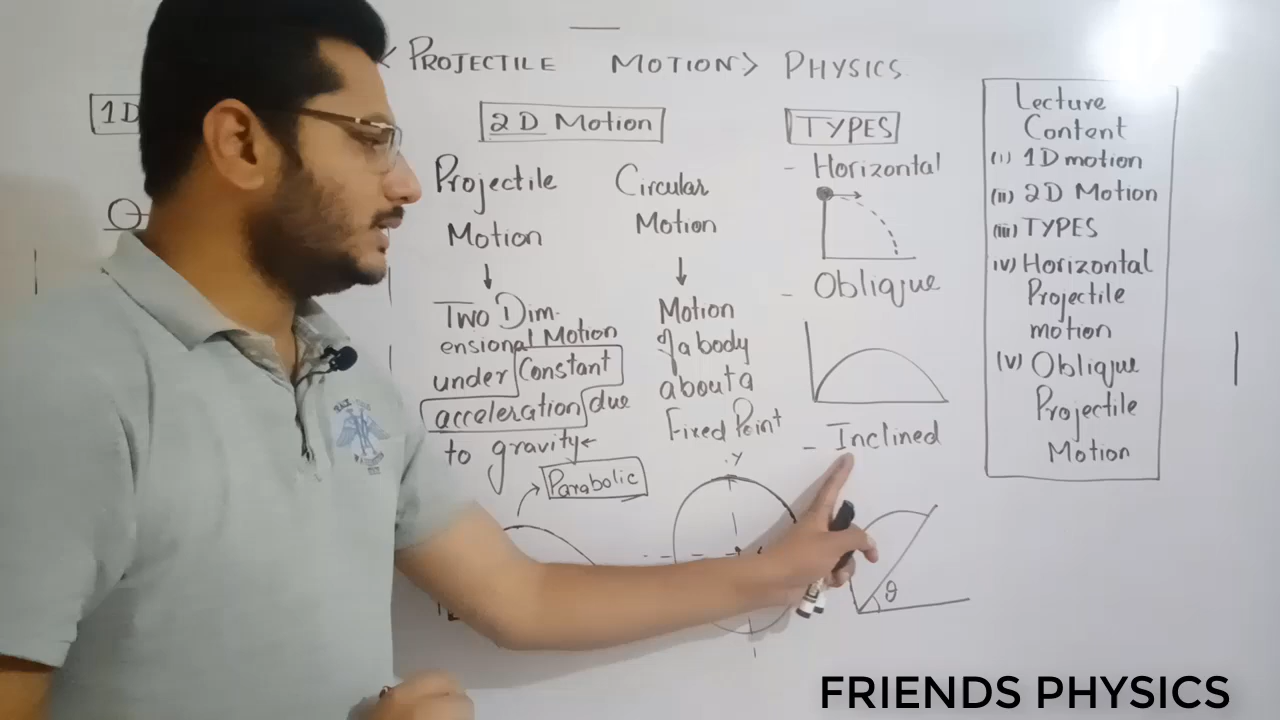 < PROJECTILE MOTION > PHYSICS
1D
2D Motion
Projectile
Motion
Two Dim-
ensional Motion
under Constant
acceleration due
to gravity
Parabolic
Circular
Motion
Motion
of a body
about a
Fixed Point
Y
TYPES
- Horizontal
- Oblique
- Inclined
θ
Lecture
Content
(i) 1D motion
(ii) 2D Motion
(iii) TYPES
iv) Horizontal
Projectile
motion
(v) Oblique
Projectile
Motion
FRIENDS PHYSICS